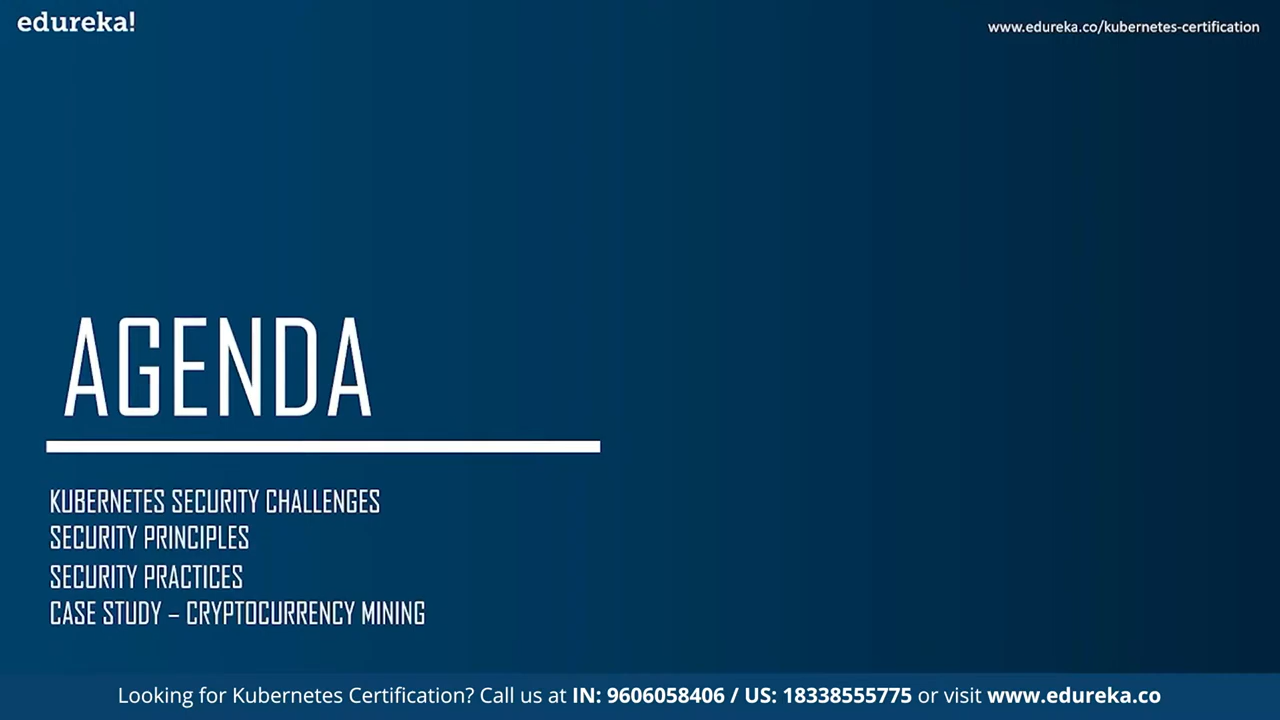 edureka!
www.edureka.co/kubernetes-certification
AGENDA
KUBERNETES SECURITY CHALLENGES
SECURITY PRINCIPLES
SECURITY PRACTICES
CASE STUDY – CRYPTOCURRENCY MINING
Looking for Kubernetes Certification? Call us at IN: 9606058406 / US: 18338555775 or visit www.edureka.co